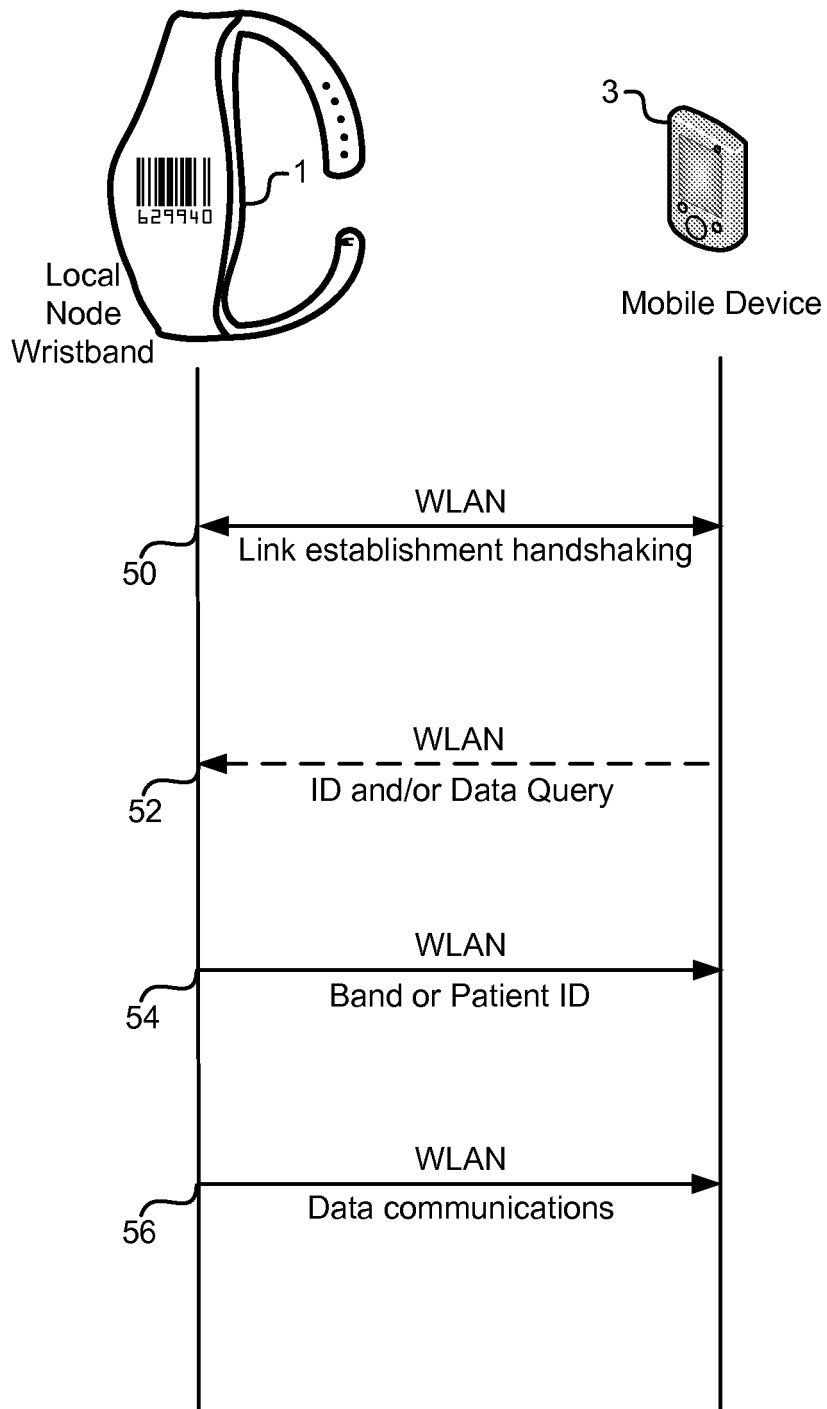 3
1
629940
Local
Node
Wristband
Mobile Device
WLAN
Link establishment handshaking
50
WLAN
ID and/or Data Query
52
WLAN
Band or Patient ID
54
WLAN
Data communications
56